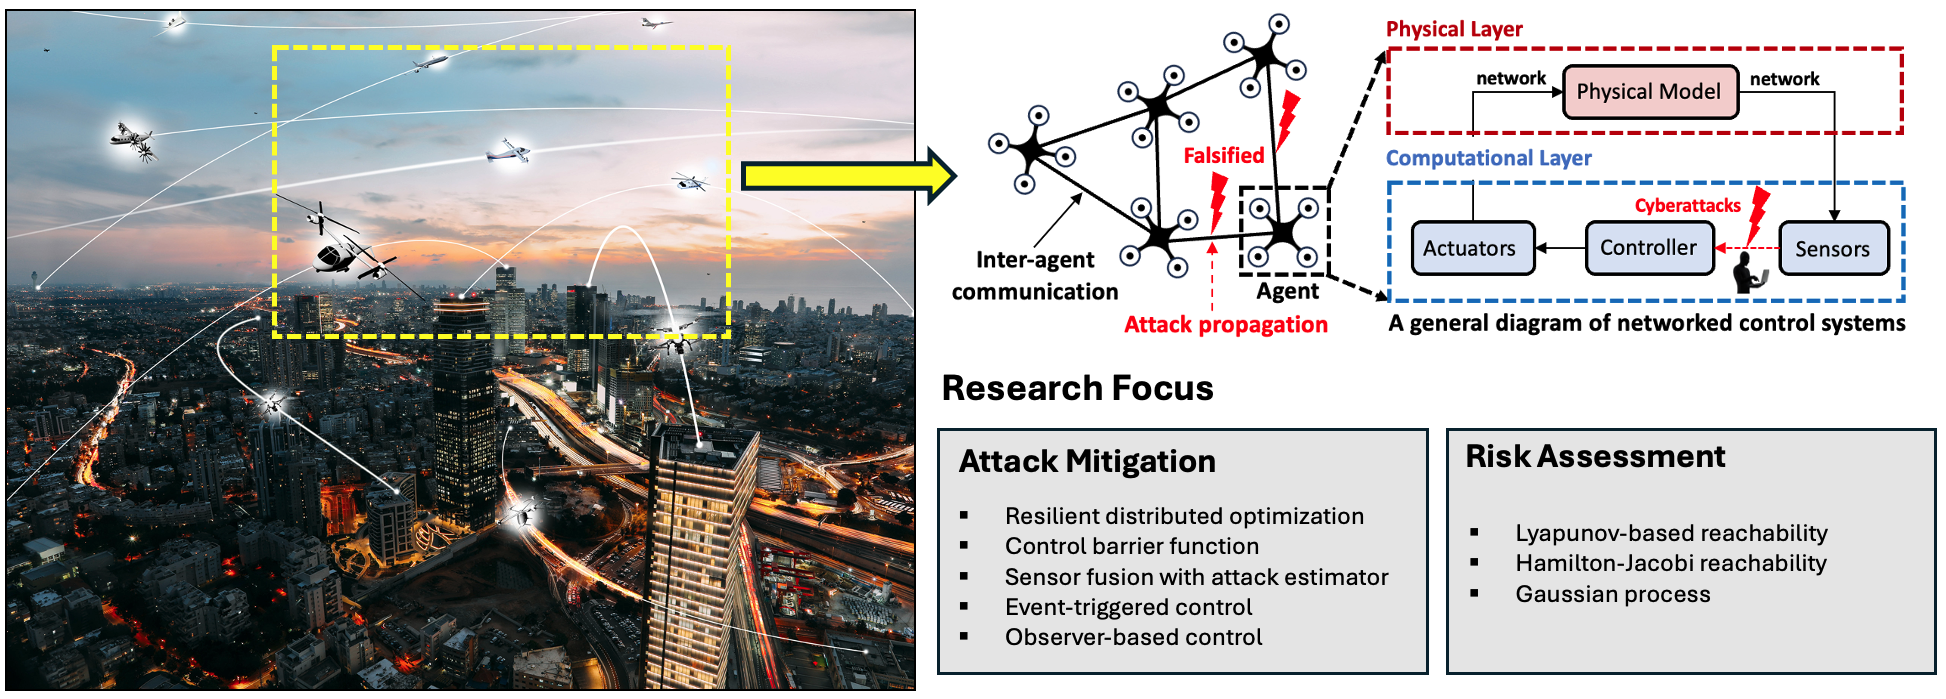 Physical Layer
network
Physical Model
network
Computational Layer
Falsified
Cyberattacks
Actuators
Controller
Sensors
Inter-agent
communication
Agent
Attack propagation
A general diagram of networked control systems
Research Focus
Attack Mitigation
▪ Resilient distributed optimization
▪ Control barrier function
▪ Sensor fusion with attack estimator
▪ Event-triggered control
▪ Observer-based control
Risk Assessment
▪ Lyapunov-based reachability
▪ Hamilton-Jacobi reachability
▪ Gaussian process